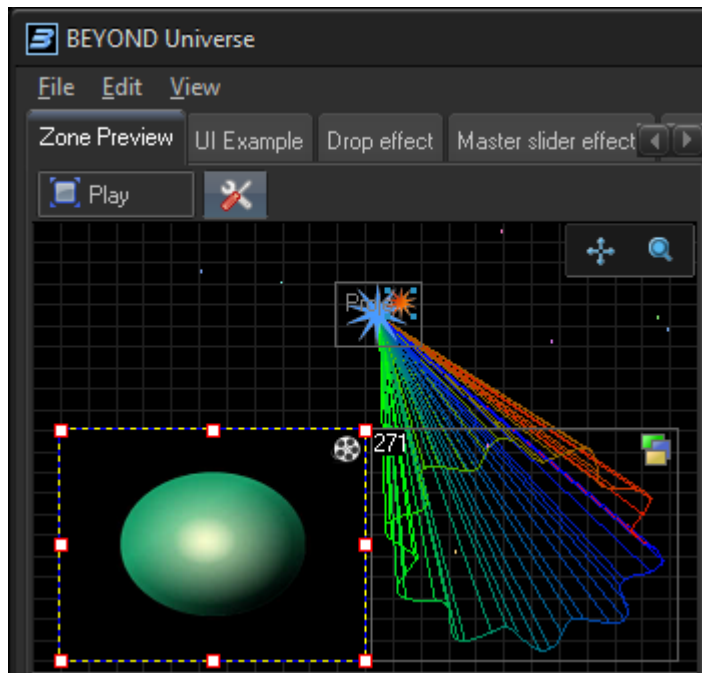 BEYOND Universe
File Edit View
Zone Preview UI Example Drop effect Master slider effect
Play
271